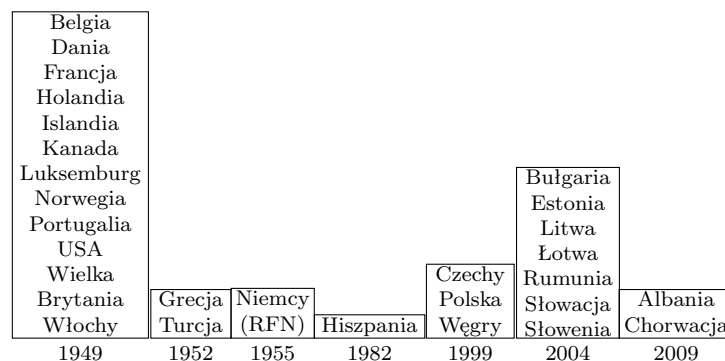 Belgia
Dania
Francja
Holandia
Islandia
Kanada
Luksemburg
Norwegia
Portugalia
USA
Wielka
Brytania
Włochy
1949
Grecja
Turcja
1952
Niemcy
(RFN)
1955
Hiszpania
1982
Czechy
Polska
Węgry
1999
Bułgaria
Estonia
Litwa
Łotwa
Rumunia
Słowacja
Słowenia
2004
Albania
Chorwacja
2009